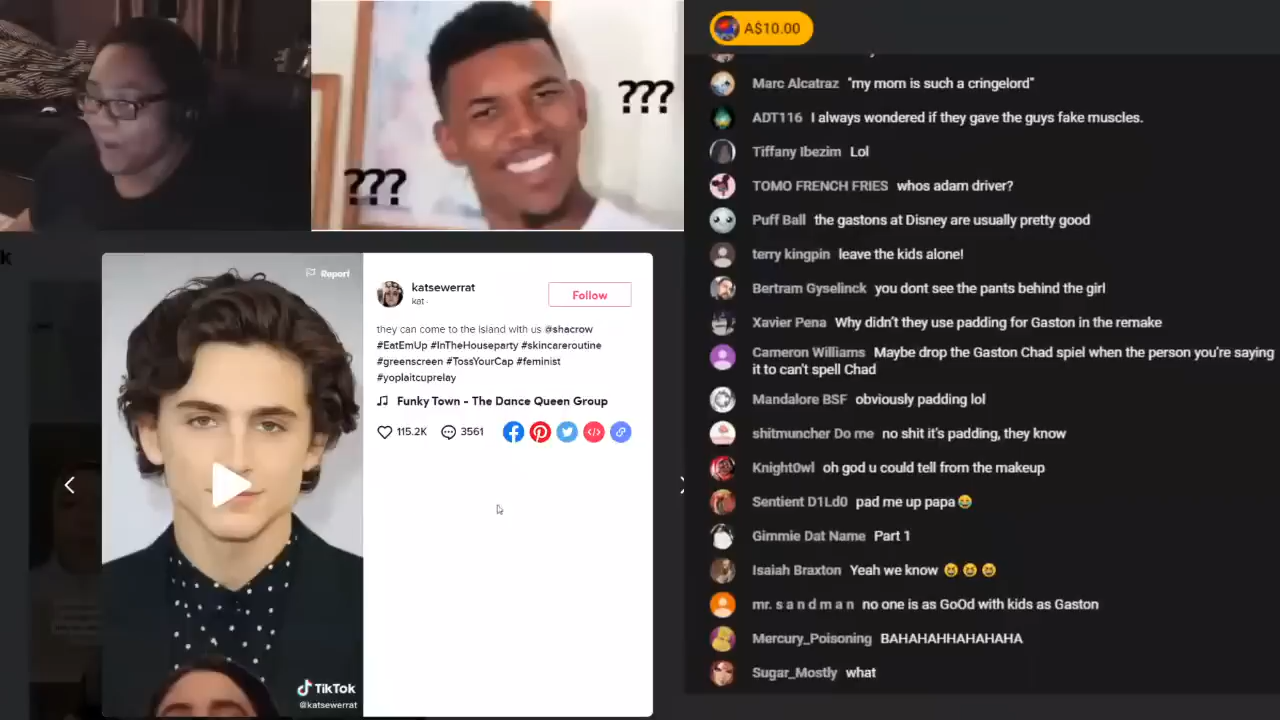 A$10.00
???
???
Marc Alcatraz "my mom is such a cringelord"
ADT116 I always wondered if they gave the guys fake muscles.
Tiffany Ibezim Lol
TOMO FRENCH FRIES whos adam driver?
Puff Ball the gastons at Disney are usually pretty good
terry kingpin leave the kids alone!
Bertram Gyselinck you dont see the pants behind the girl
Xavier Pena Why didn't they use padding for Gaston in the remake
Cameron Williams Maybe drop the Gaston Chad spiel when the person you're saying
it to can't spell Chad
Mandalore BSF obviously padding lol
shitmuncher Do me no shit it's padding, they know
Knight0wl oh god u could tell from the makeup
Sentient D1Ld0 pad me up papa😂
Gimmie Dat Name Part 1
Isaiah Braxton Yeah we know 😆 😆 😆
mr. s a n d m a n no one is as GoOd with kids as Gaston
Mercury_Poisoning BAHAHAHHAHAHAHA
Sugar_Mostly what
k
Report
katsewerrat
kat ·
Follow
they can come to the island with us #shacrow
#EatEmUp #InTheHouseparty #skincareroutine
#greenscreen #TossYourCap #feminist
#yoplaitcuprelay
Funky Town - The Dance Queen Group
115.2K 3561
TikTok
@katsewerrat